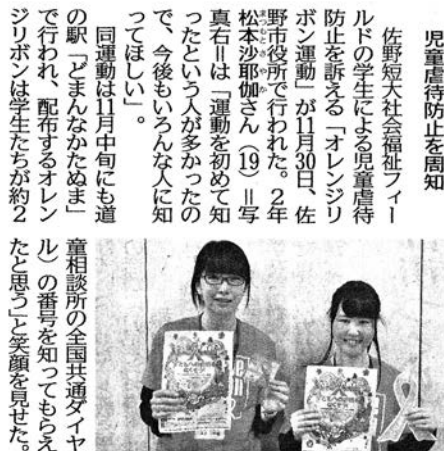 児童虐待防止を周知
佐野短大社会福祉フィー
ルドの学生による児童虐待
防止を訴える「オレンジリ
ボン運動」が11月30日、佐
野市役所で行われた。2年
松本沙耶伽さん(19)=写
まつもとさやか
真右=は「運動を初めて知
ったという人が多かったの
で、今後もいろんな人に知
ってほしい」。
同運動は11月中旬にも道
の駅「どまんなかたぬま」
で行われ、配布するオレン
ジリボンは学生たちが約2
童相談所の全国共通ダイヤ
ル)の番号を知ってもらえ
たと思う」と笑顔を見せた。